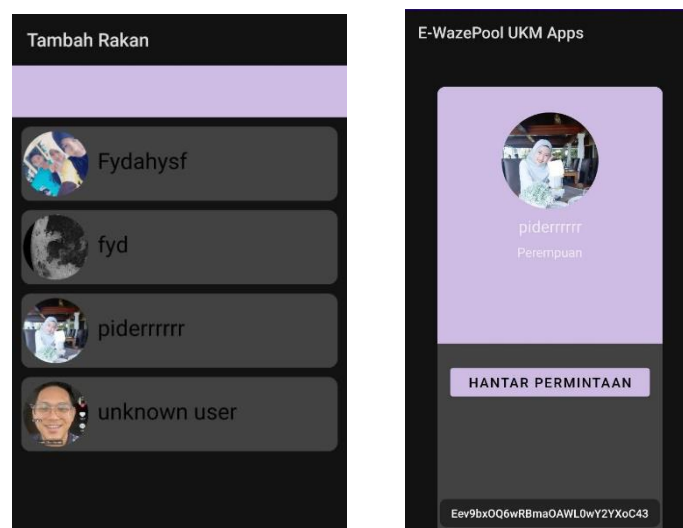 Tambah Rakan
Fydahysf
fyd
piderrrrrr
unknown user
E-WazePool UKM Apps
piderrrrrr
Perempuan
HANTAR PERMINTAAN
Eev9bxOQ6wRBmaOAWL0wY2YXoC43